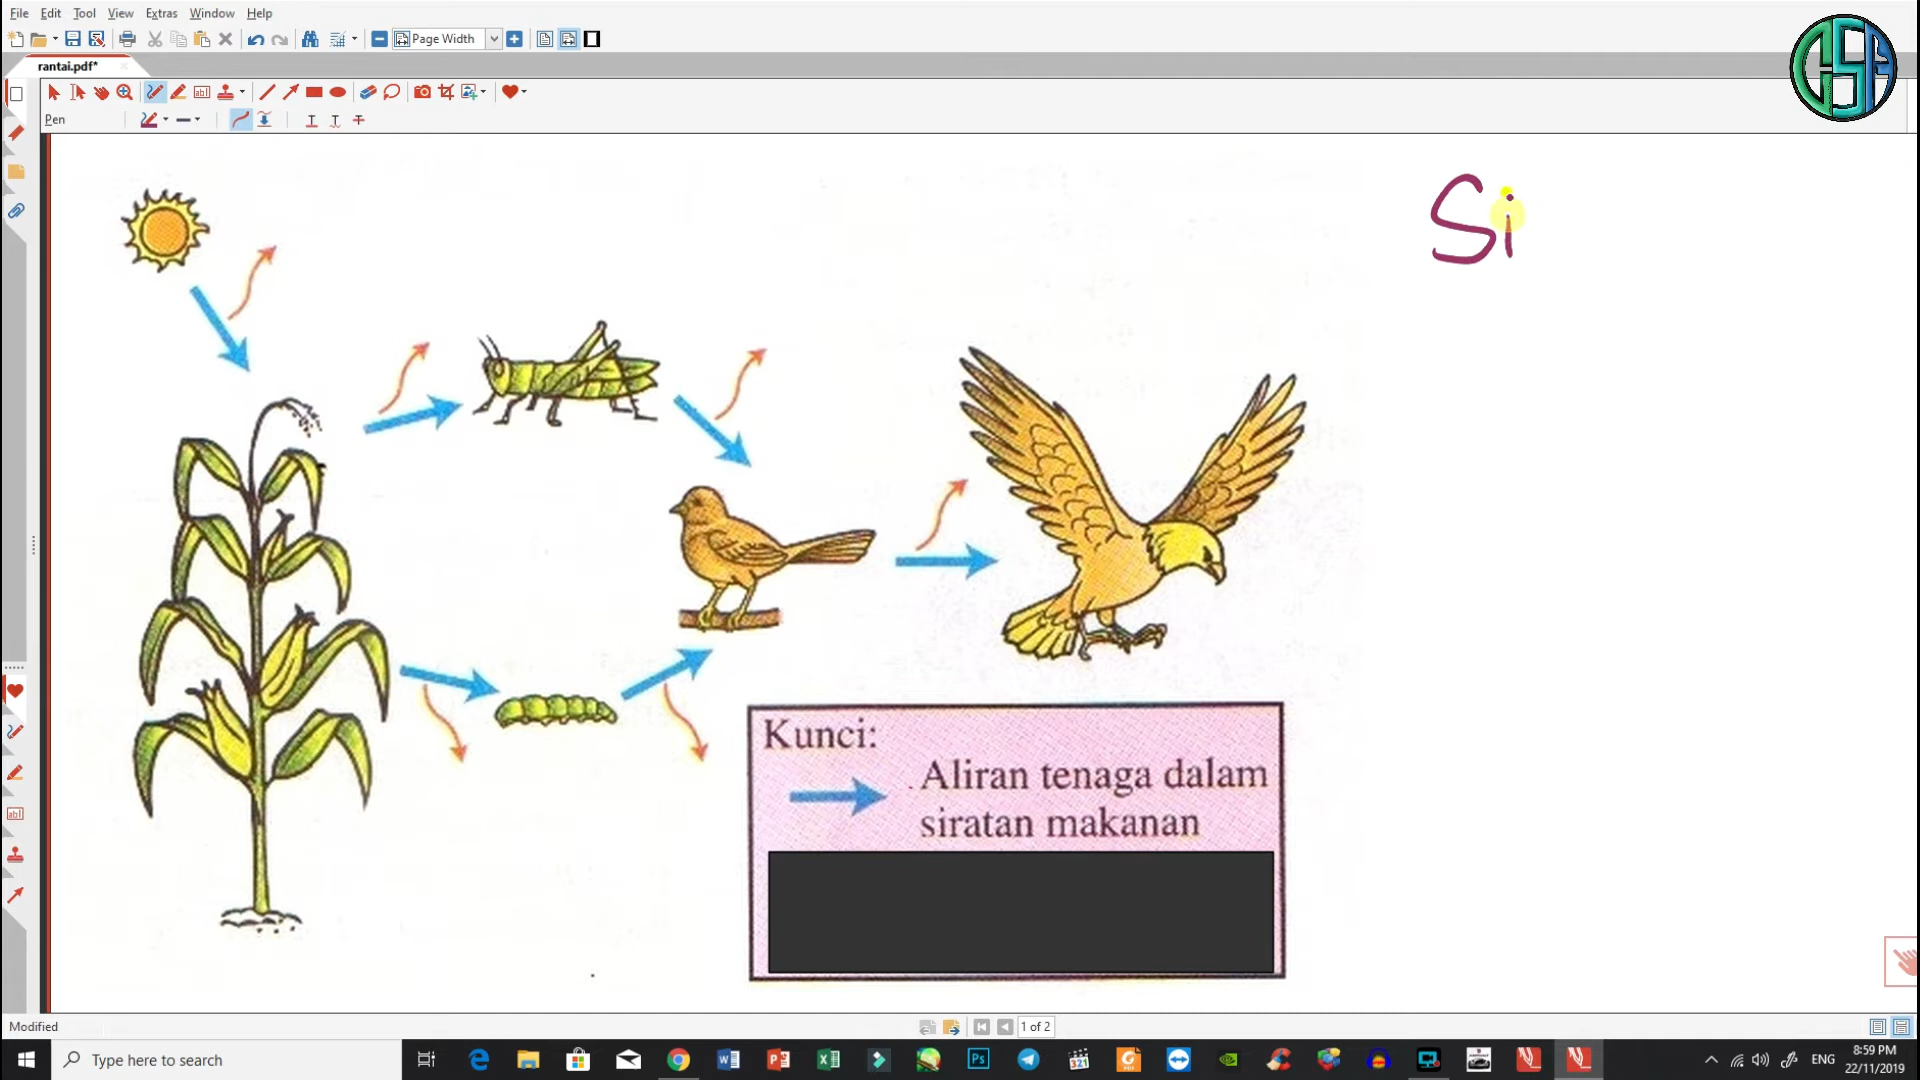 File Edit Tool View Extras Window Help
Page Width
rantai.pdf*
Pen
Si
Kunci:
Aliran tenaga dalam
siratan makanan
Modified
1 of 2
Type here to search
ENG
8:59 PM
22/11/2019